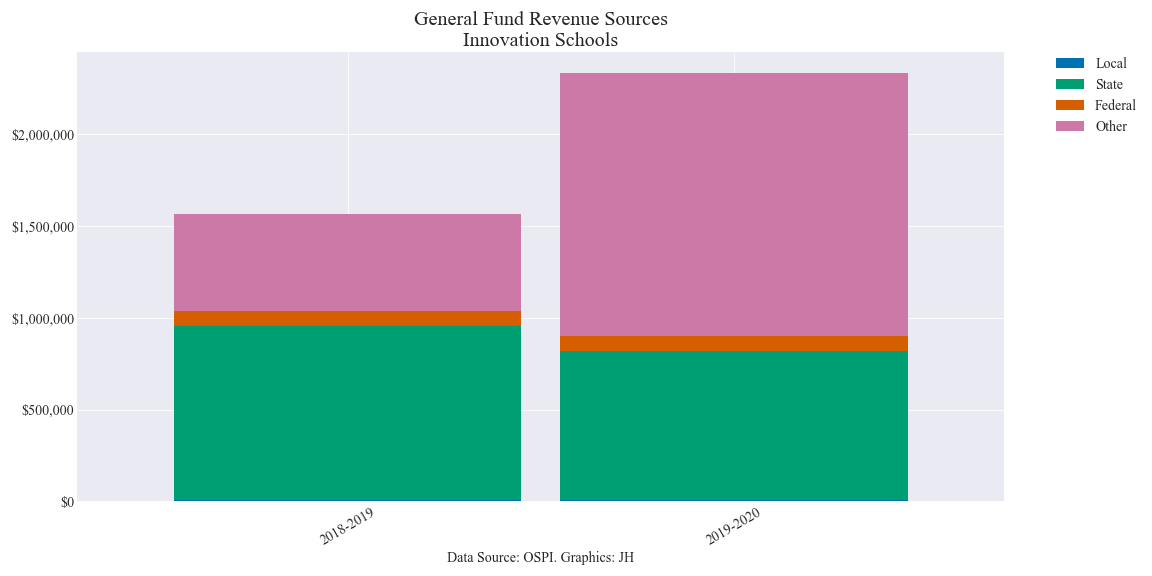 General Fund Revenue Sources
Innovation Schools
Local
State
Federal
Other
$2,000,000
$1,500,000
$1,000,000
$500,000
$0
2018-2019
2019-2020
Data Source: OSPI. Graphics: JH